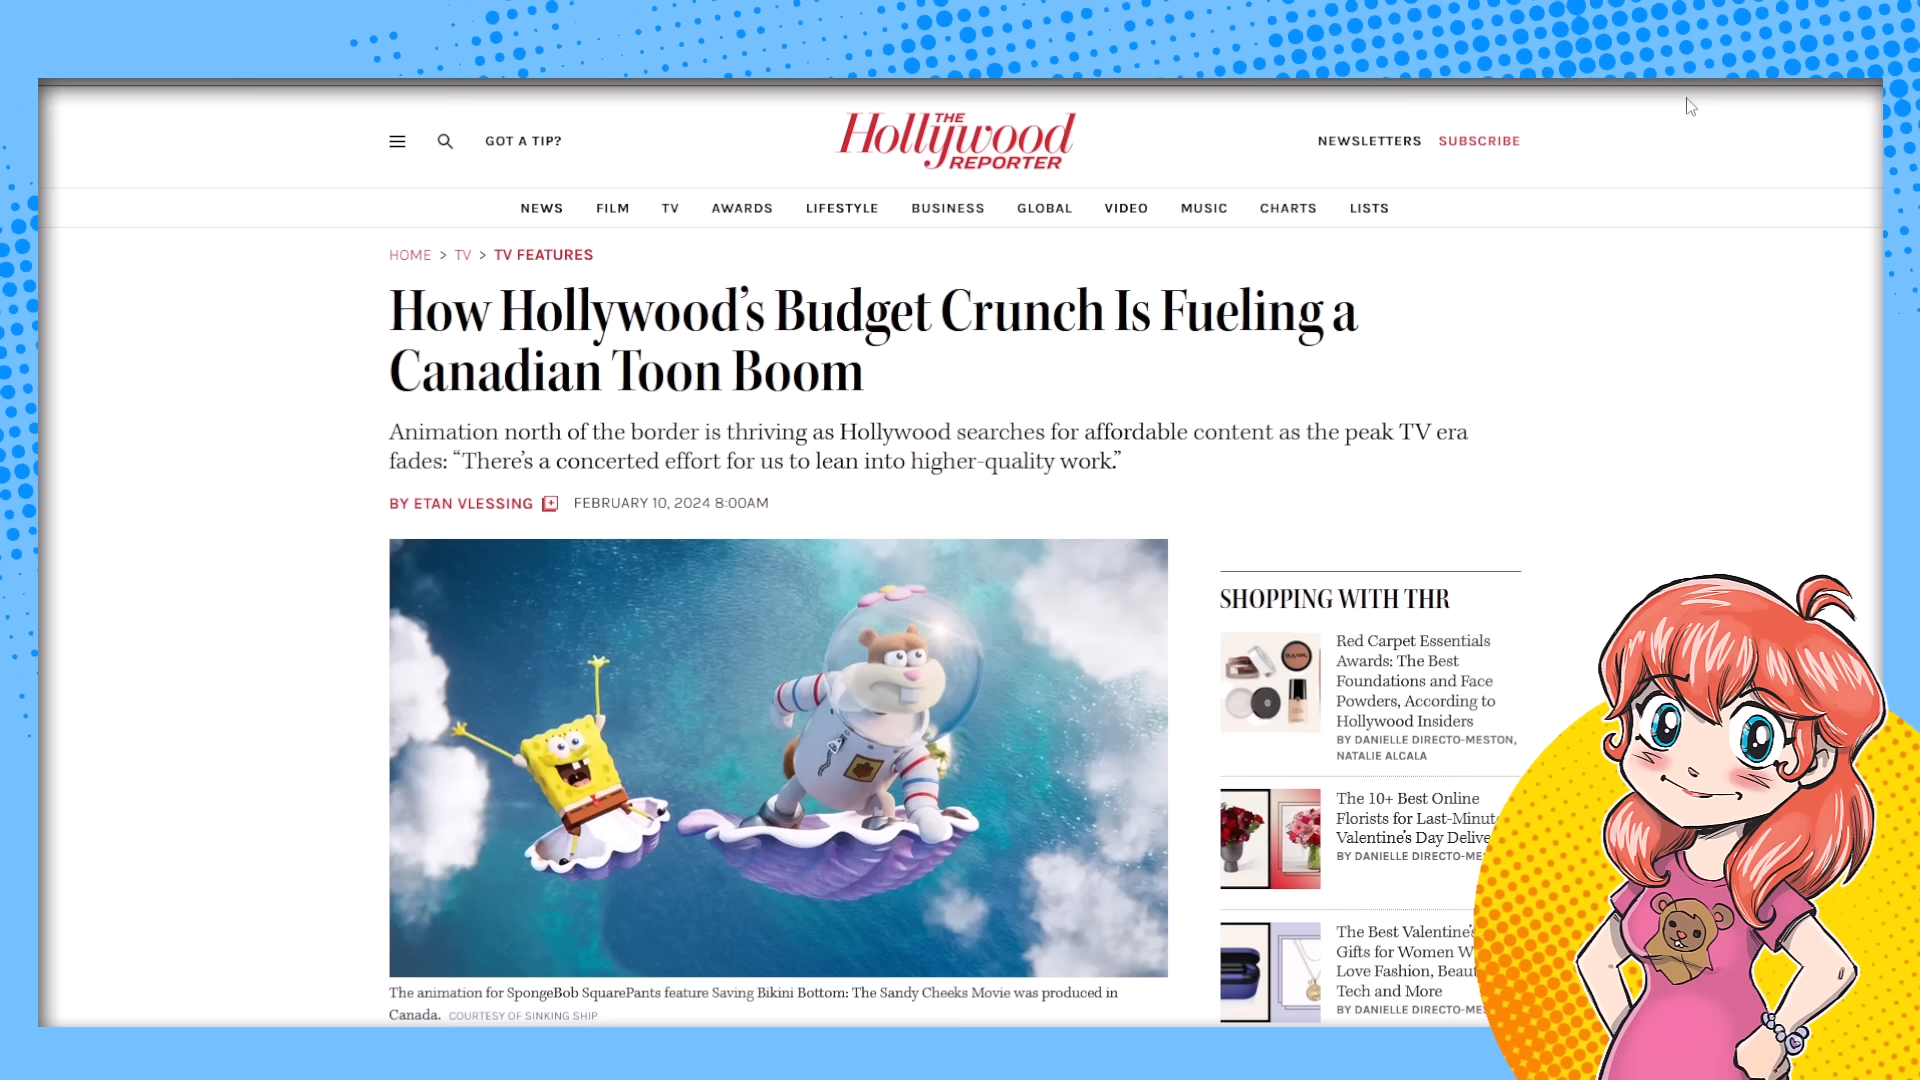 GOT A TIP?
THE
Hollywood
REPORTER
NEWSLETTERS SUBSCRIBE
NEWS FILM TV AWARDS LIFESTYLE BUSINESS GLOBAL VIDEO MUSIC CHARTS LISTS
HOME > TV > TV FEATURES
How Hollywood’s Budget Crunch Is Fueling a
Canadian Toon Boom
Animation north of the border is thriving as Hollywood searches for affordable content as the peak TV era
fades: “There’s a concerted effort for us to lean into higher-quality work.”
BY ETAN VLESSING FEBRUARY 10, 2024 8:00AM
The animation for SpongeBob SquarePants feature Saving Bikini Bottom: The Sandy Cheeks Movie was produced in
Canada. COURTESY OF SINKING SHIP
SHOPPING WITH THR
Red Carpet Essentials
Awards: The Best
Foundations and Face
Powders, According to
Hollywood Insiders
BY DANIELLE DIRECTO-MESTON,
NATALIE ALCALA
The 10+ Best Online
Florists for Last-Minut
Valentine’s Day Delive
BY DANIELLE DIRECTO-ME
The Best Valentine’s
Gifts for Women W
Love Fashion, Beau
Tech and More
BY DANIELLE DIRECTO-MES